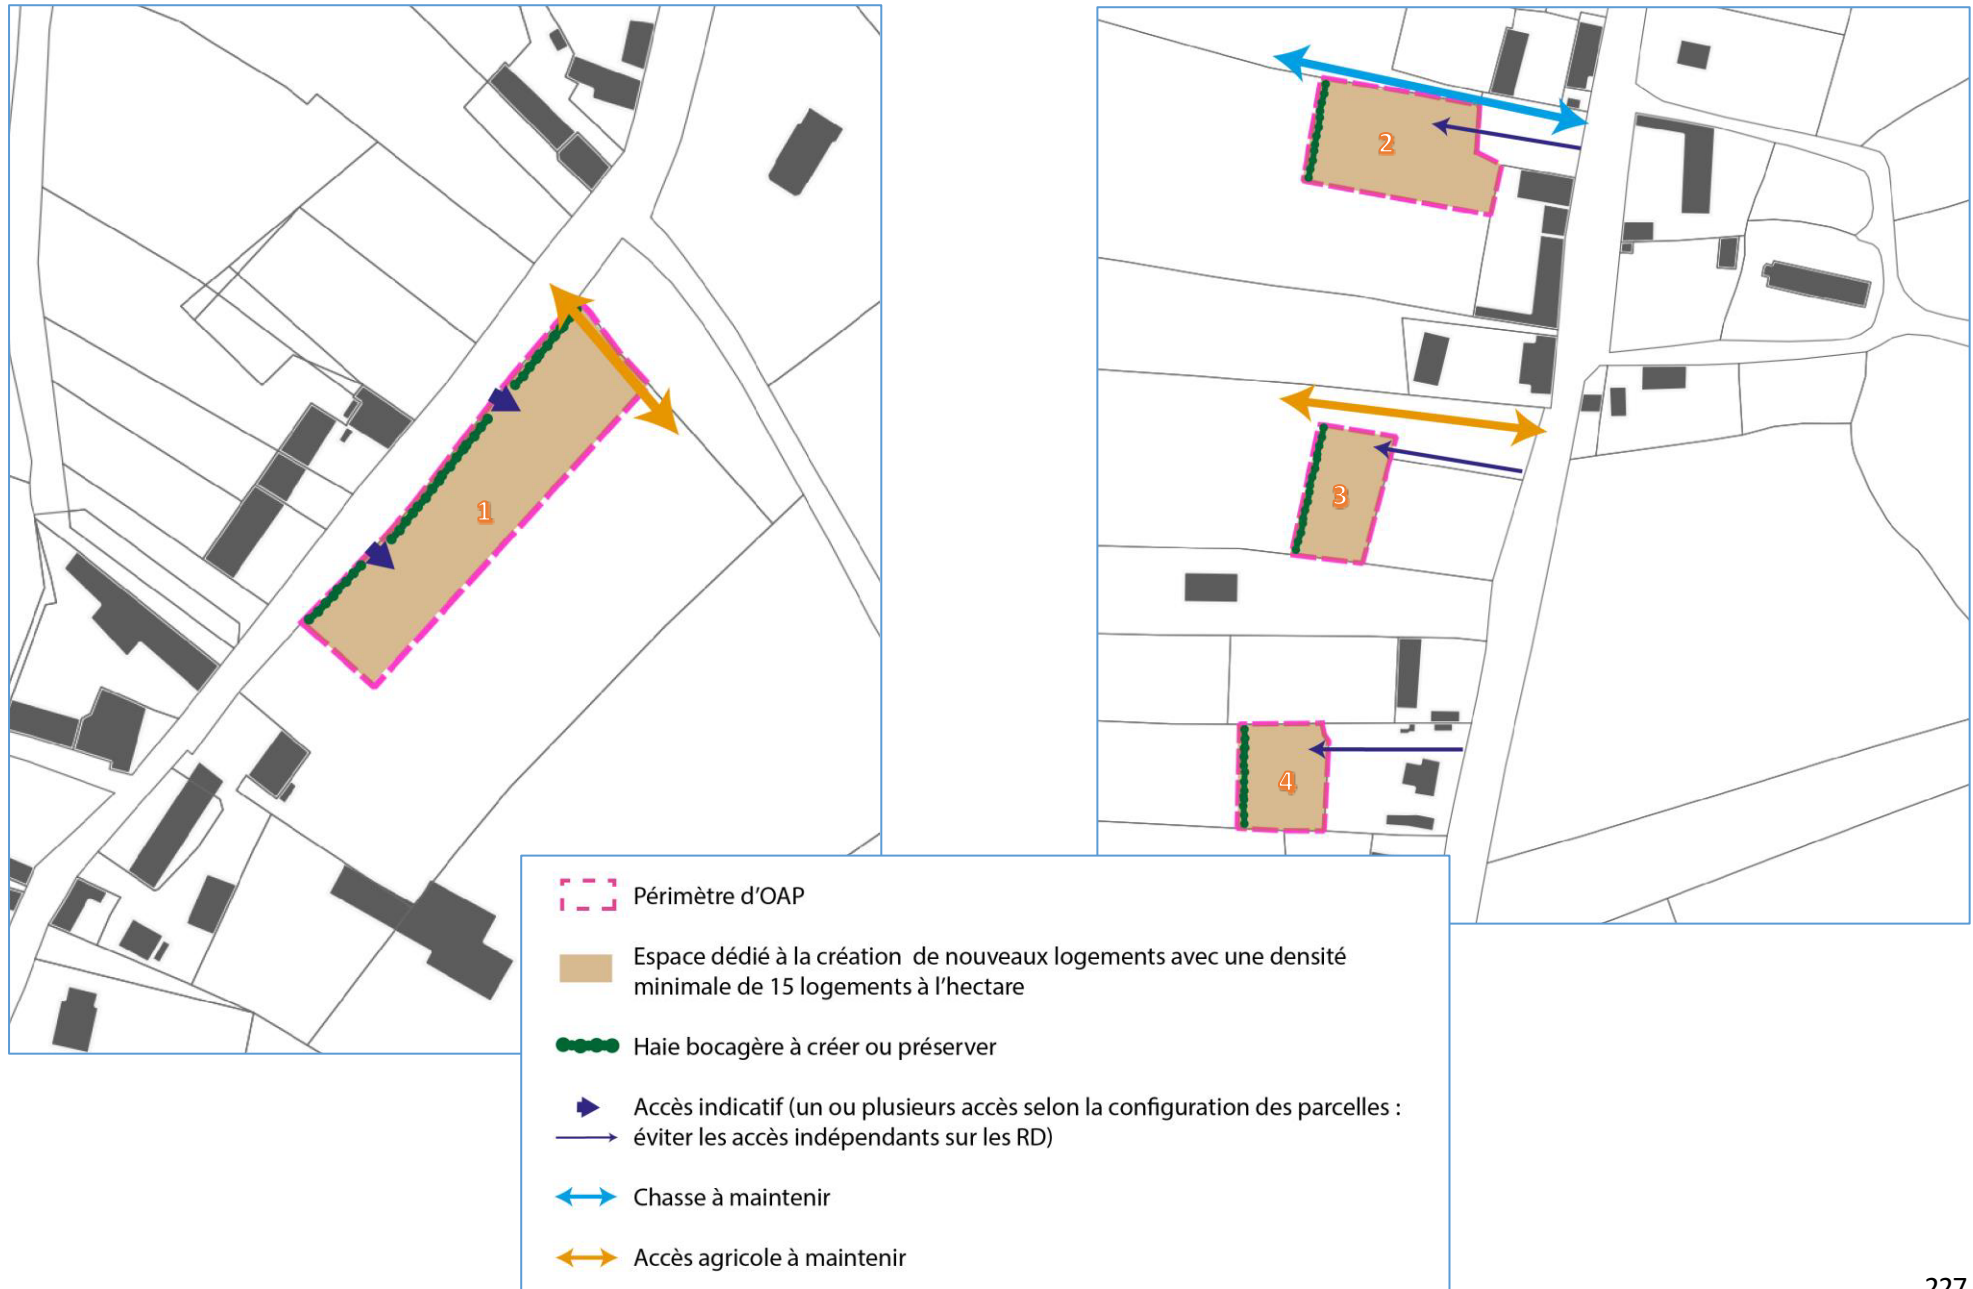 1
2
3
4
Périmètre d’OAP
Espace dédié à la création de nouveaux logements avec une densité
minimale de 15 logements à l’hectare
Haie bocagère à créer ou préserver
Accès indicatif (un ou plusieurs accès selon la configuration des parcelles :
éviter les accès indépendants sur les RD)
Chasse à maintenir
Accès agricole à maintenir
227